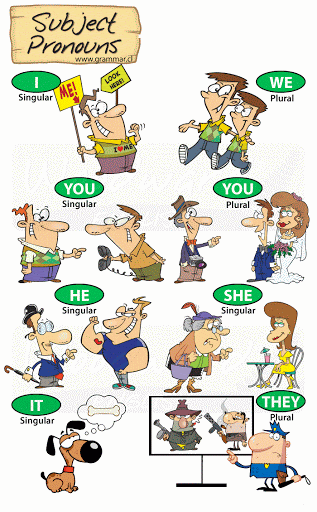 Subject
Pronouns
www.grammar.cl
I
Singular
ME!
LOOK
HERE!
I ♥ ME
WE
Plural
YOU
Singular
YOU
Plural
HE
Singular
SHE
Singular
IT
Singular
THEY
Plural